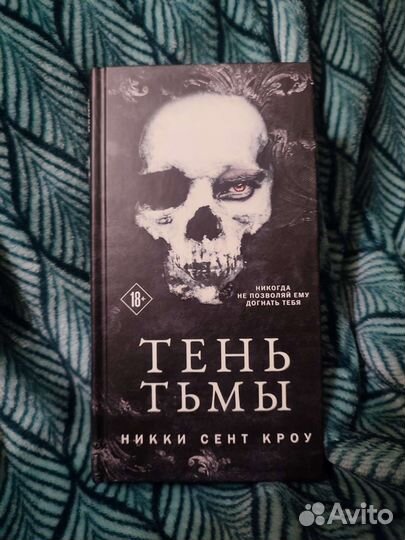 18+
НИКОГДА
НЕ ПОЗВОЛЯЙ ЕМУ
ДОГНАТЬ ТЕБЯ
ТЕНЬ
ТЬМЫ
НИККИ СЕНТ КРОУ
Avito